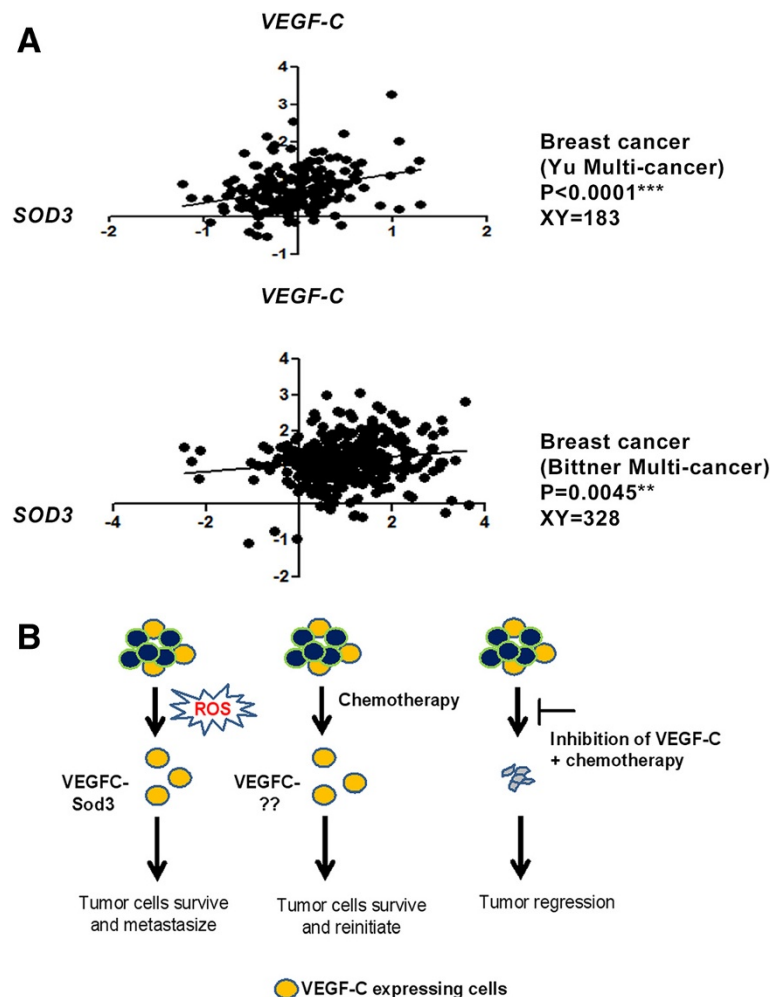 A
VEGF-C
4
3
2
1
-2
-1
1
2
-1
SOD3
Breast cancer
(Yu Multi-cancer)
P<0.0001***
XY=183
VEGF-C
4
3
2
1
-4
-2
2
4
-1
-2
SOD3
Breast cancer
(Bittner Multi-cancer)
P=0.0045**
XY=328
B
ROS
Chemotherapy
Inhibition of VEGF-C
+ chemotherapy
VEGFC-
Sod3
VEGFC-
??
Tumor cells survive
and metastasize
Tumor cells survive
and reinitiate
Tumor regression
VEGF-C expressing cells